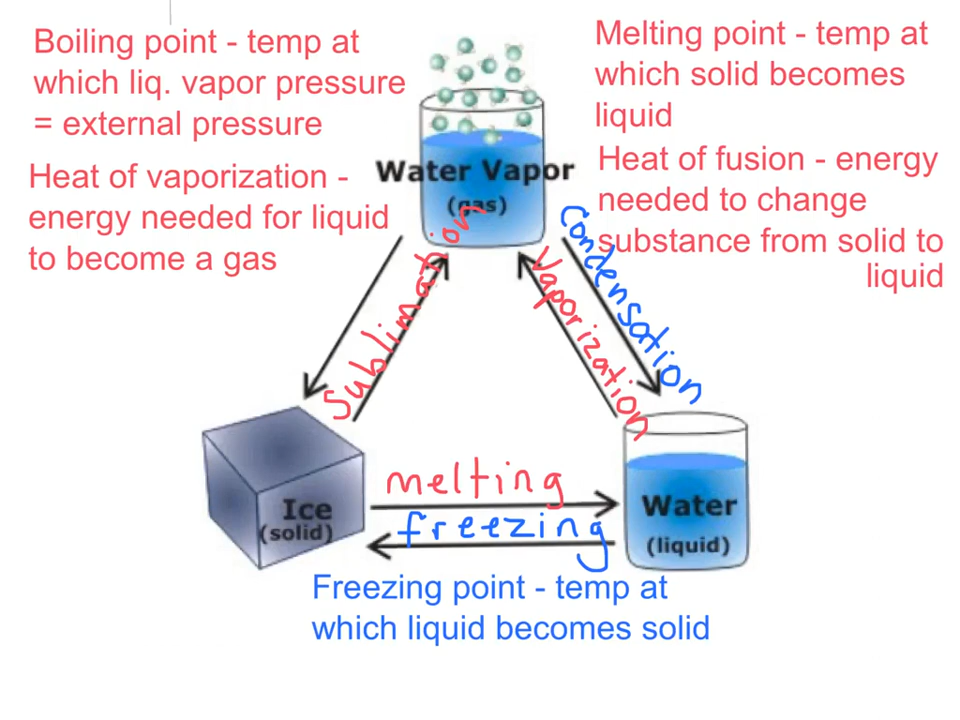 Boiling point - temp at
which liq. vapor pressure
= external pressure
Heat of vaporization -
energy needed for liquid
to become a gas
Melting point - temp at
which solid becomes
liquid
Heat of fusion - energy
needed to change
substance from solid to
liquid
Water Vapor
(gas)
Sublimation
Vaporization
Condensation
melting
freezing
Ice
(solid)
Water
(liquid)
Freezing point - temp at
which liquid becomes solid